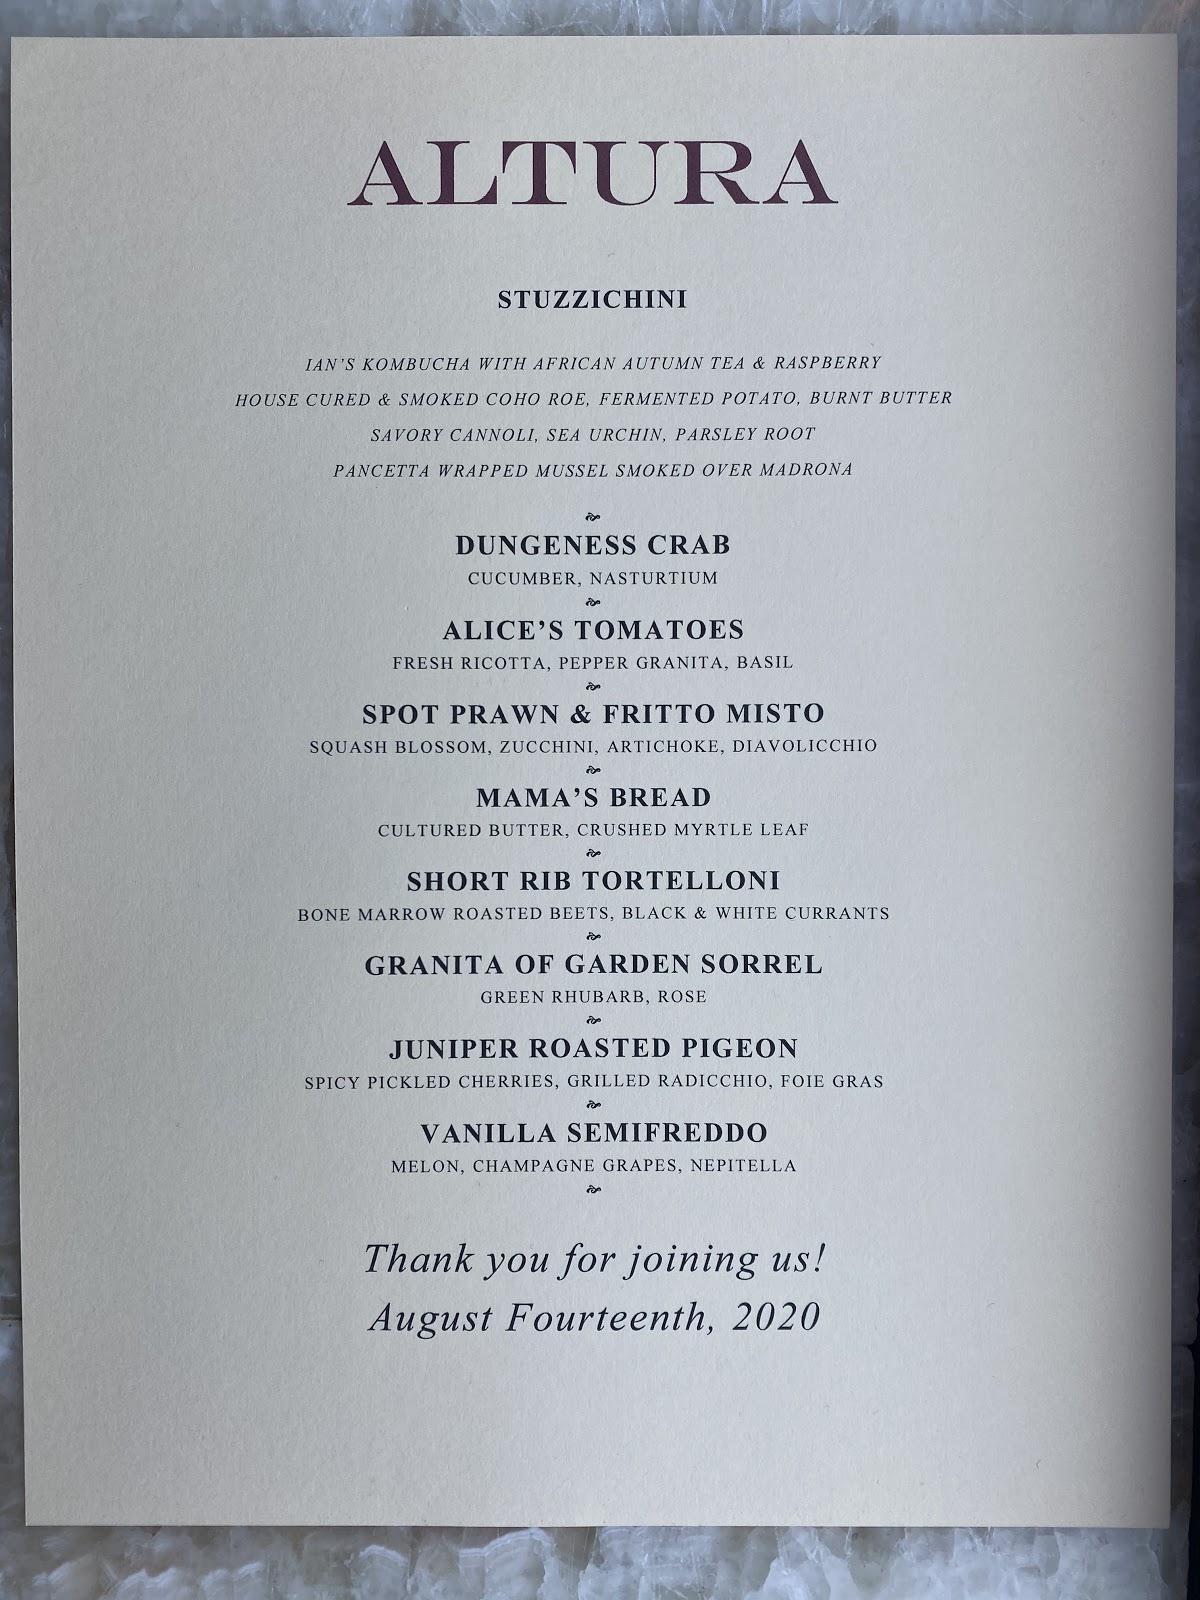 ALTURA
STUZZICHINI
IAN'S KOMBUCHA WITH AFRICAN AUTUMN TEA & RASPBERRY
HOUSE CURED & SMOKED COHO ROE, FERMENTED POTATO, BURNT BUTTER
SAVORY CANNOLI, SEA URCHIN, PARSLEY ROOT
PANCETTA WRAPPED MUSSEL SMOKED OVER MADRONA
DUNGENESS CRAB
CUCUMBER, NASTURTIUM
ALICE'S TOMATOES
FRESH RICOTTA, PEPPER GRANITA, BASIL
SPOT PRAWN & FRITTO MISTO
SQUASH BLOSSOM, ZUCCHINI, ARTICHOKE, DIAVOLICCHIO
MAMA'S BREAD
CULTURED BUTTER, CRUSHED MYRTLE LEAF
SHORT RIB TORTELLONI
BONE MARROW ROASTED BEETS, BLACK & WHITE CURRANTS
GRANITA OF GARDEN SORREL
GREEN RHUBARB, ROSE
JUNIPER ROASTED PIGEON
SPICY PICKLED CHERRIES, GRILLED RADICCHIO, FOIE GRAS
VANILLA SEMIFREDDO
MELON, CHAMPAGNE GRAPES, NEPITELLA
Thank you for joining us!
August Fourteenth, 2020